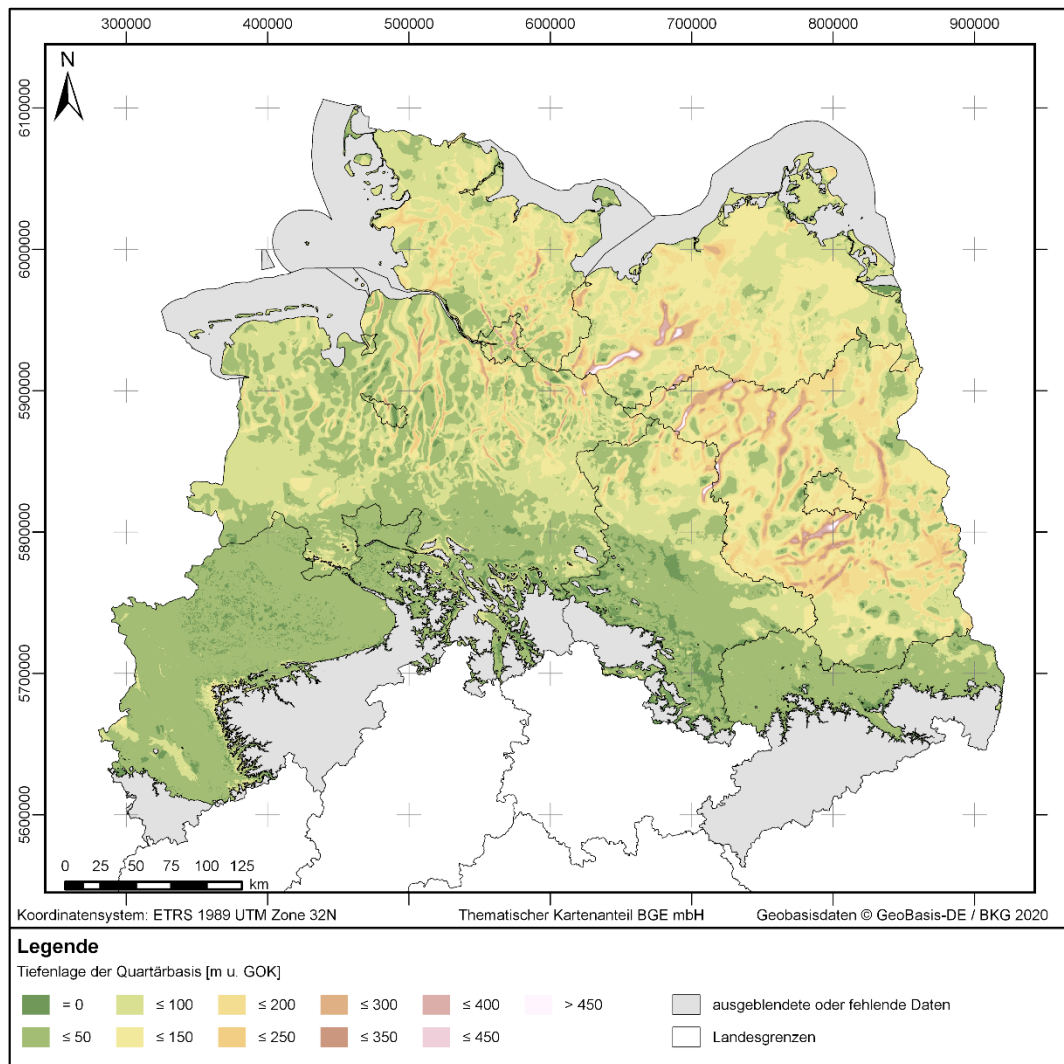 300000 400000 500000 600000 700000 800000 900000
N
6100000
6000000
5900000
5800000
5700000
5600000
0 25 50 75 100 125
km
Koordinatensystem: ETRS 1989 UTM Zone 32N Thematischer Kartenanteil BGE mbH Geobasisdaten © GeoBasis-DE / BKG 2020
Legende
Tiefenlage der Quartärbasis [m u. GOK]
= 0 ≤ 100 ≤ 200 ≤ 300 ≤ 400 > 450 ausgeblendete oder fehlende Daten
≤ 50 ≤ 150 ≤ 250 ≤ 350 ≤ 450 Landesgrenzen